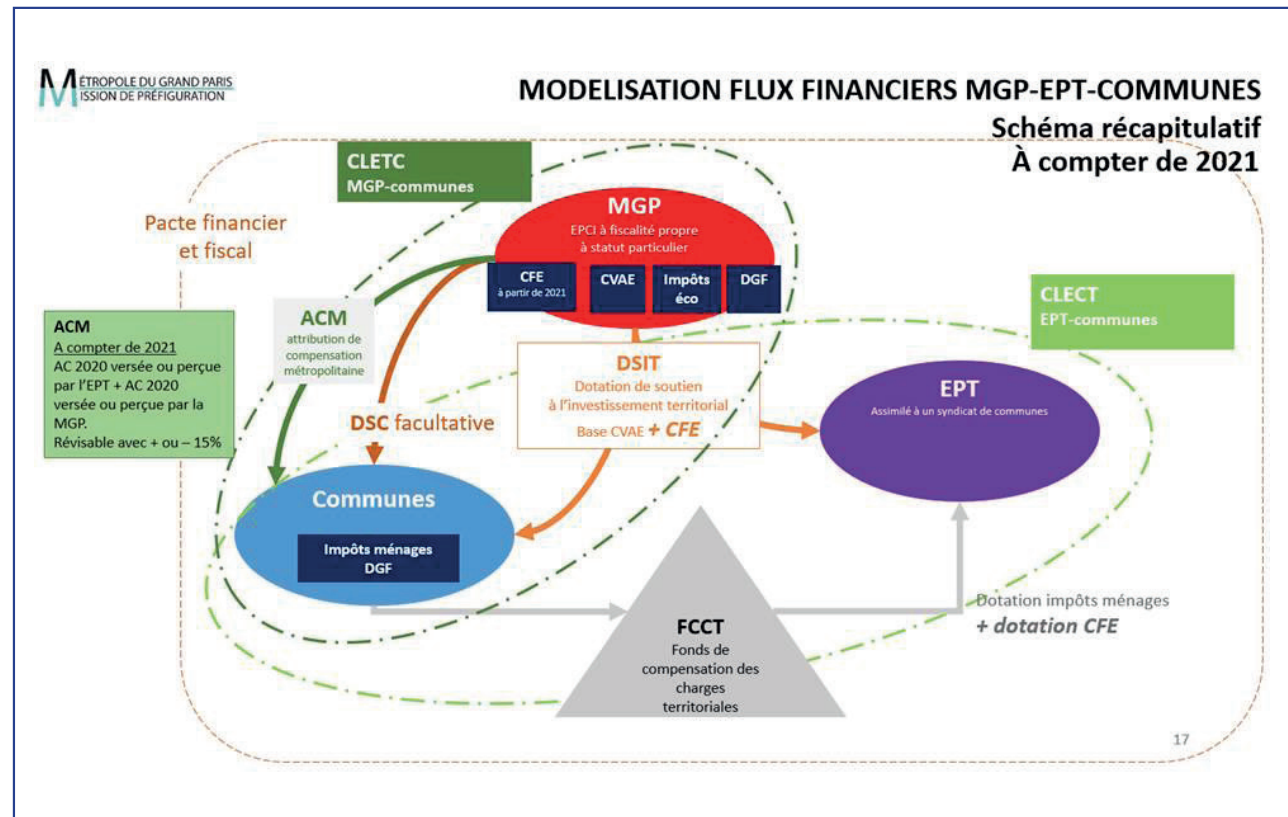 MÉTROPOLE DU GRAND PARIS
MISSION DE PRÉFIGURATION
MODELISATION FLUX FINANCIERS MGP-EPT-COMMUNES
Schéma récapitulatif
À compter de 2021
CLETC
MGP-communes
Pacte financier
et fiscal
MGP
EPCI à fiscalité propre
à statut particulier
CFE
à partir de 2021
CVAE
Impôts
éco
DGF
CLECT
EPT-communes
ACM
A compter de 2021
AC 2020 versée ou perçue
par l'EPT + AC 2020
versée ou perçue par la
MGP.
Révisable avec + ou – 15%
ACM
attribution de
compensation
métropolitaine
DSC facultative
DSIT
Dotation de soutien
à l'investissement territorial
Base CVAE + CFE
EPT
Assimilé à un syndicat de communes
Communes
Impôts ménages
DGF
FCCT
Fonds de
compensation des
charges
territoriales
Dotation impôts ménages
+ dotation CFE
17